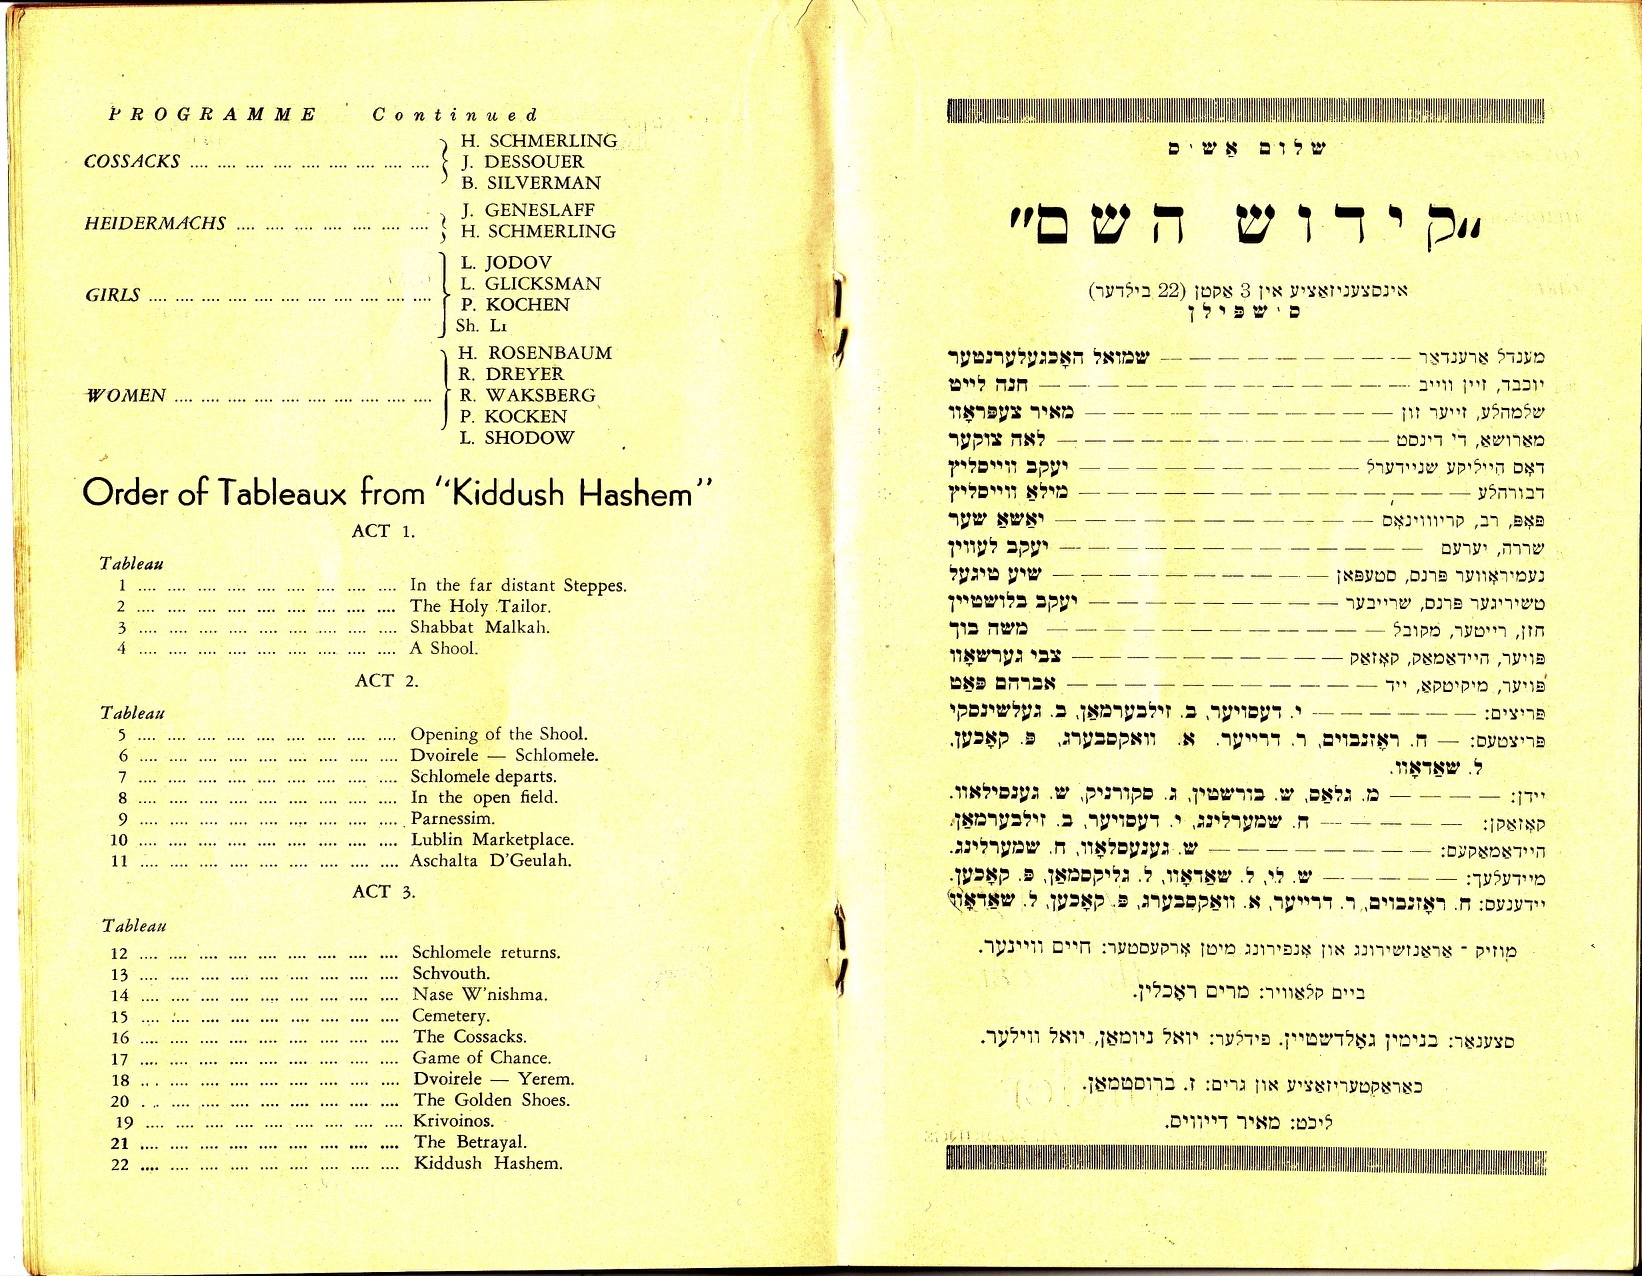 PROGRAMME Continued
COSSACKS .... .... .... .... .... .... .... .... H. SCHMERLING
J. DESSOUER
B. SILVERMAN
HEIDERMACHS .... .... .... .... .... .... .... J. GENESLAFF
H. SCHMERLING
GIRLS .... .... .... .... .... .... .... .... .... .... L. JODOV
L. GLICKSMAN
P. KOCHEN
Sh. LI
WOMEN .... .... .... .... .... .... .... .... .... H. ROSENBAUM
R. DREYER
R. WAKSBERG
P. KOCKEN
L. SHODOW
Order of Tableaux from "Kiddush Hashem"
ACT 1.
Tableau
1 .... .... .... .... .... .... .... .... .... In the far distant Steppes.
2 .... .... .... .... .... .... .... .... .... The Holy Tailor.
3 .... .... .... .... .... .... .... .... .... Shabbat Malkah.
4 .... .... .... .... .... .... .... .... .... A Shool.
ACT 2.
Tableau
5 .... .... .... .... .... .... .... .... .... Opening of the Shool.
6 .... .... .... .... .... .... .... .... .... Dvoirele — Schlomele.
7 .... .... .... .... .... .... .... .... .... Schlomele departs.
8 .... .... .... .... .... .... .... .... .... In the open field.
9 .... .... .... .... .... .... .... .... .... Parnessim.
10 .... .... .... .... .... .... .... .... .... Lublin Marketplace.
11 .... .... .... .... .... .... .... .... .... Aschalta D'Geulah.
ACT 3.
Tableau
12 .... .... .... .... .... .... .... .... .... Schlomele returns.
13 .... .... .... .... .... .... .... .... .... Schvouth.
14 .... .... .... .... .... .... .... .... .... Nase W'nishma.
15 .... .... .... .... .... .... .... .... .... Cemetery.
16 .... .... .... .... .... .... .... .... .... The Cossacks.
17 .... .... .... .... .... .... .... .... .... Game of Chance.
18 .... .... .... .... .... .... .... .... .... Dvoirele — Yerem.
20 .... .... .... .... .... .... .... .... .... The Golden Shoes.
19 .... .... .... .... .... .... .... .... .... Krivoinos.
21 .... .... .... .... .... .... .... .... .... The Betrayal.
22 .... .... .... .... .... .... .... .... .... Kiddush Hashem.
שלום אַש'ס
„קידוש השם"
אינסצעניזאַציע אין 3 אַקטן (22 בילדער)
ס'שפּילן
מענדל אַרענדאַר — — — — — — — — — שמואל האָכגעלערנטער
יוכבד, זיין ווייב — — — — — — — — — — — — חנה לייט
שלמהלע, זייער זון — — — — — — — — — — — מאיר צעפּראָוו
מאַרושא, די דינסט — — — — — — — — — — — — לאה צוקער
דאָס הייליקע שניידערל — — — — — — — — — — יעקב ווייסליץ
דבורהלע — — — — — — — — — — — — — — מילאַ ווייסליץ
פּאָפּ, רב, קריוווינאָס — — — — — — — — — — — יאַשאַ שער
שררה, יערעם — — — — — — — — — — — — — יעקב לעווין
נעמיראָווער פּרנס, סטעפּאַן — — — — — — — — — שיע טיגעל
טשיריגער פּרנס, שרייבער — — — — — — — — — יעקב בלושטיין
חזן, רייטער, מקובל — — — — — — — — — — — — משה בוך
פּויער, היידאַמאַק, קאָזאַק — — — — — — — — — צבי גערשאָוו
פּויער, מיקיטקאַ, ייד — — — — — — — — — — — אברהם פּאַט
פּריצים: — — — — — — י. דעסויער, ב. זילבערמאַן, ב. געלשינסקי
פּריצטעס: — ח. ראָזנבוים, ר. דרייער. א. וואַקסבערג, פּ. קאָכען,
ל. שאַדאָוו.
יידן: — — — — — מ. גלאַס, ש. בורשטין, ג. סקורניק, ש. גענסילאוו.
קאָזאַקן: — — — — — — ח. שמערלינג, י. דעסויער, ב. זילבערמאַן,
היידאַמאַקעס: — — — — — — — — ש. גענעסלאָוו, ח. שמערלינג.
מיידעלעך: — — — — — — ש. לי, ל. שאַדאָוו, ל. גליקסמאַן, פּ. קאָכען.
יידענעס: ח. ראָזנבוים, ר. דרייער, א. וואַקסבערג, פּ. קאָכען, ל. שאַדאָוו
מוזיק - אַראַנזשירונג און אָנפירונג מיטן אָרקעסטער: חיים וויינער.
ביים קלאַוויר: מרים ראָכלין.
סצענאַר: בנימין גאָלדשטיין. פידלער: יואל ניומאַן, יואל ווילער.
כאַראַקטעריזאַציע און גרים: ז. ברוסטמאַן.
ליכט: מאיר דייוויס.